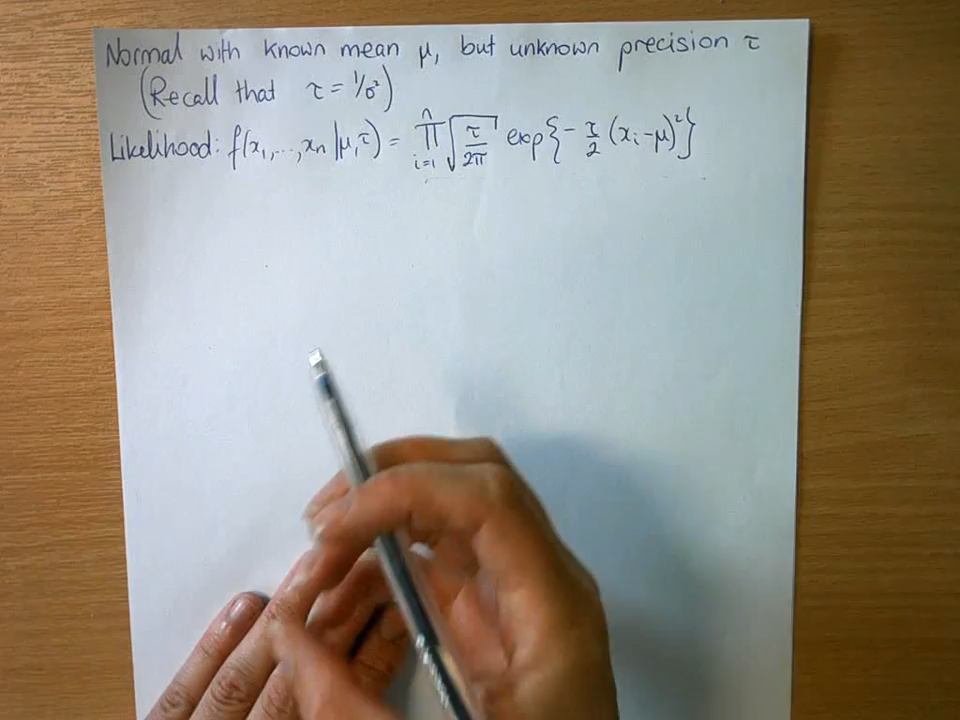 Normal with known mean μ, but unknown precision τ
(Recall that τ = 1/σ²)
Likelihood: f(x₁,...,xₙ|μ,τ) = ∏ᵢ₌₁ⁿ √(τ/2π) exp{-τ/2 (xᵢ-μ)²}